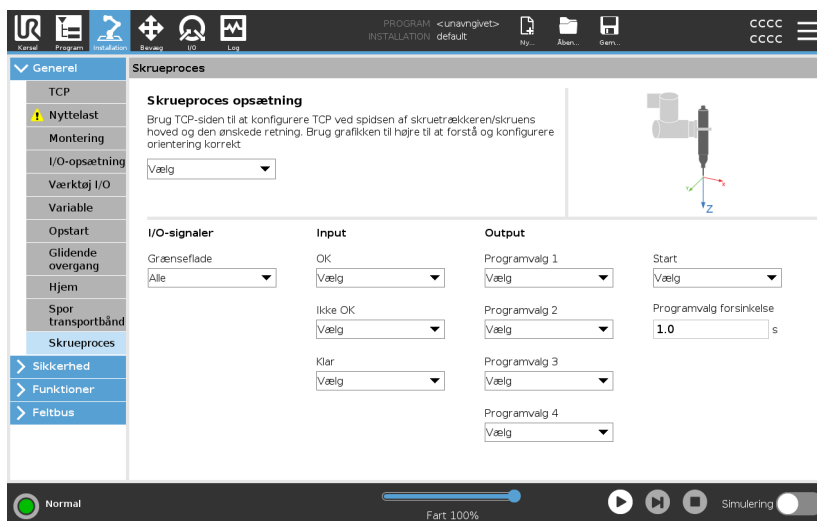 UR
PROGRAM <unavngivet>
INSTALLATION default
Kørsel
Program
Installation
Bevæg
I/O
Log
Ny...
Åben...
Gem...
CCCC
CCCC
Generel
TCP
Nyttelast
Montering
I/O-opsætning
Værktøj I/O
Variable
Opstart
Glidende
overgang
Hjem
Spor
transportbånd
Skrueproces
Sikkerhed
Funktioner
Feltbus
Skrueproces
Skrueproces opsætning
Brug TCP-siden til at konfigurere TCP ved spidsen af skruetrækkeren/skruens
hoved og den ønskede retning. Brug grafikken til højre til at forstå og konfigurere
orientering korrekt
Vælg
Y
X
Z
I/O-signaler
Input
Output
Grænseflade
OK
Programvalg 1
Start
Alle
Vælg
Vælg
Vælg
Ikke OK
Programvalg 2
Programvalg forsinkelse
Vælg
Vælg
1.0
s
Klar
Programvalg 3
Vælg
Vælg
Programvalg 4
Vælg
Normal
Fart 100%
Simulering